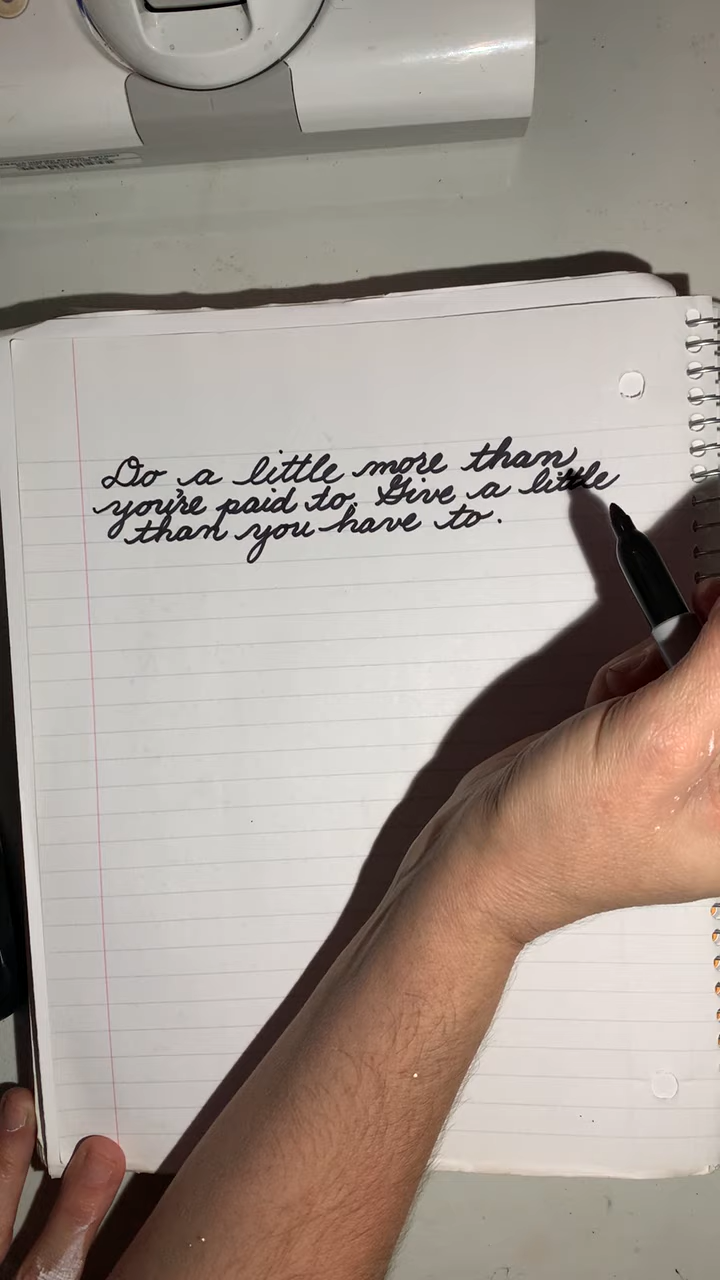 Do a little more than
you're paid to. Give a little
than you have to.